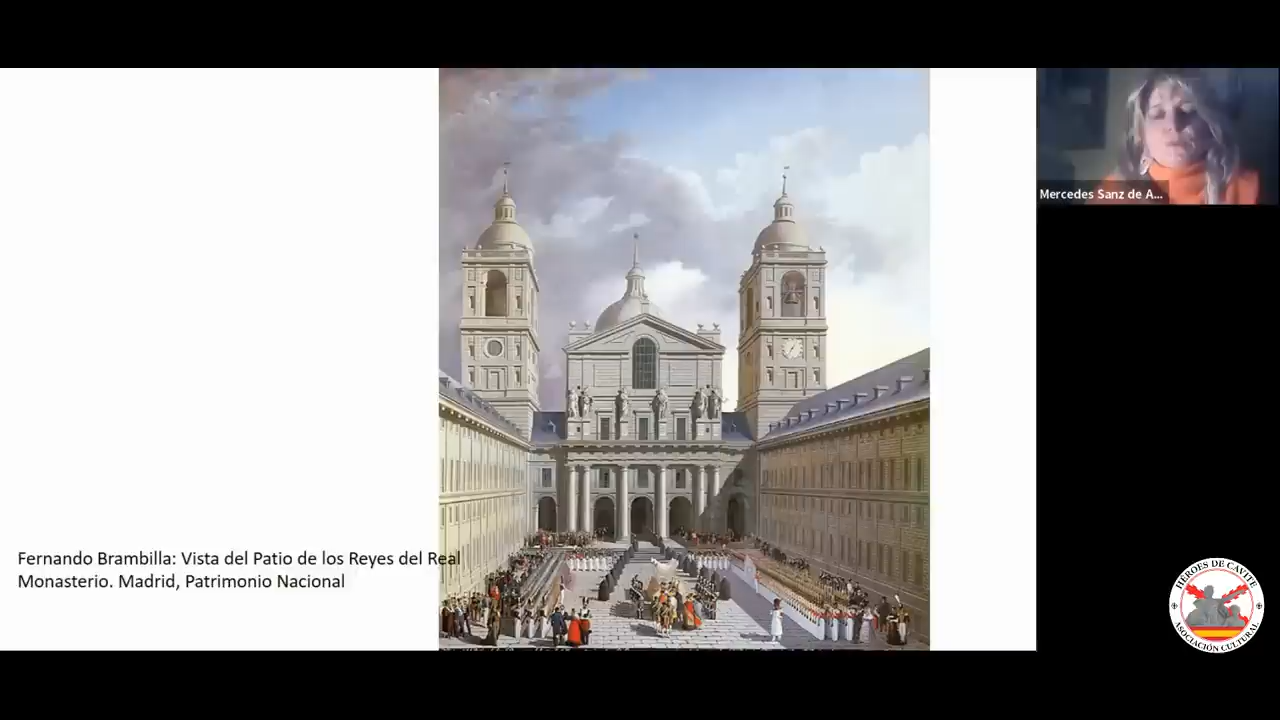 Mercedes Sanz de A...
Fernando Brambilla: Vista del Patio de los Reyes del Real
Monasterio. Madrid, Patrimonio Nacional
HÉROES DE CAVITE
ASOCIACIÓN CULTURAL